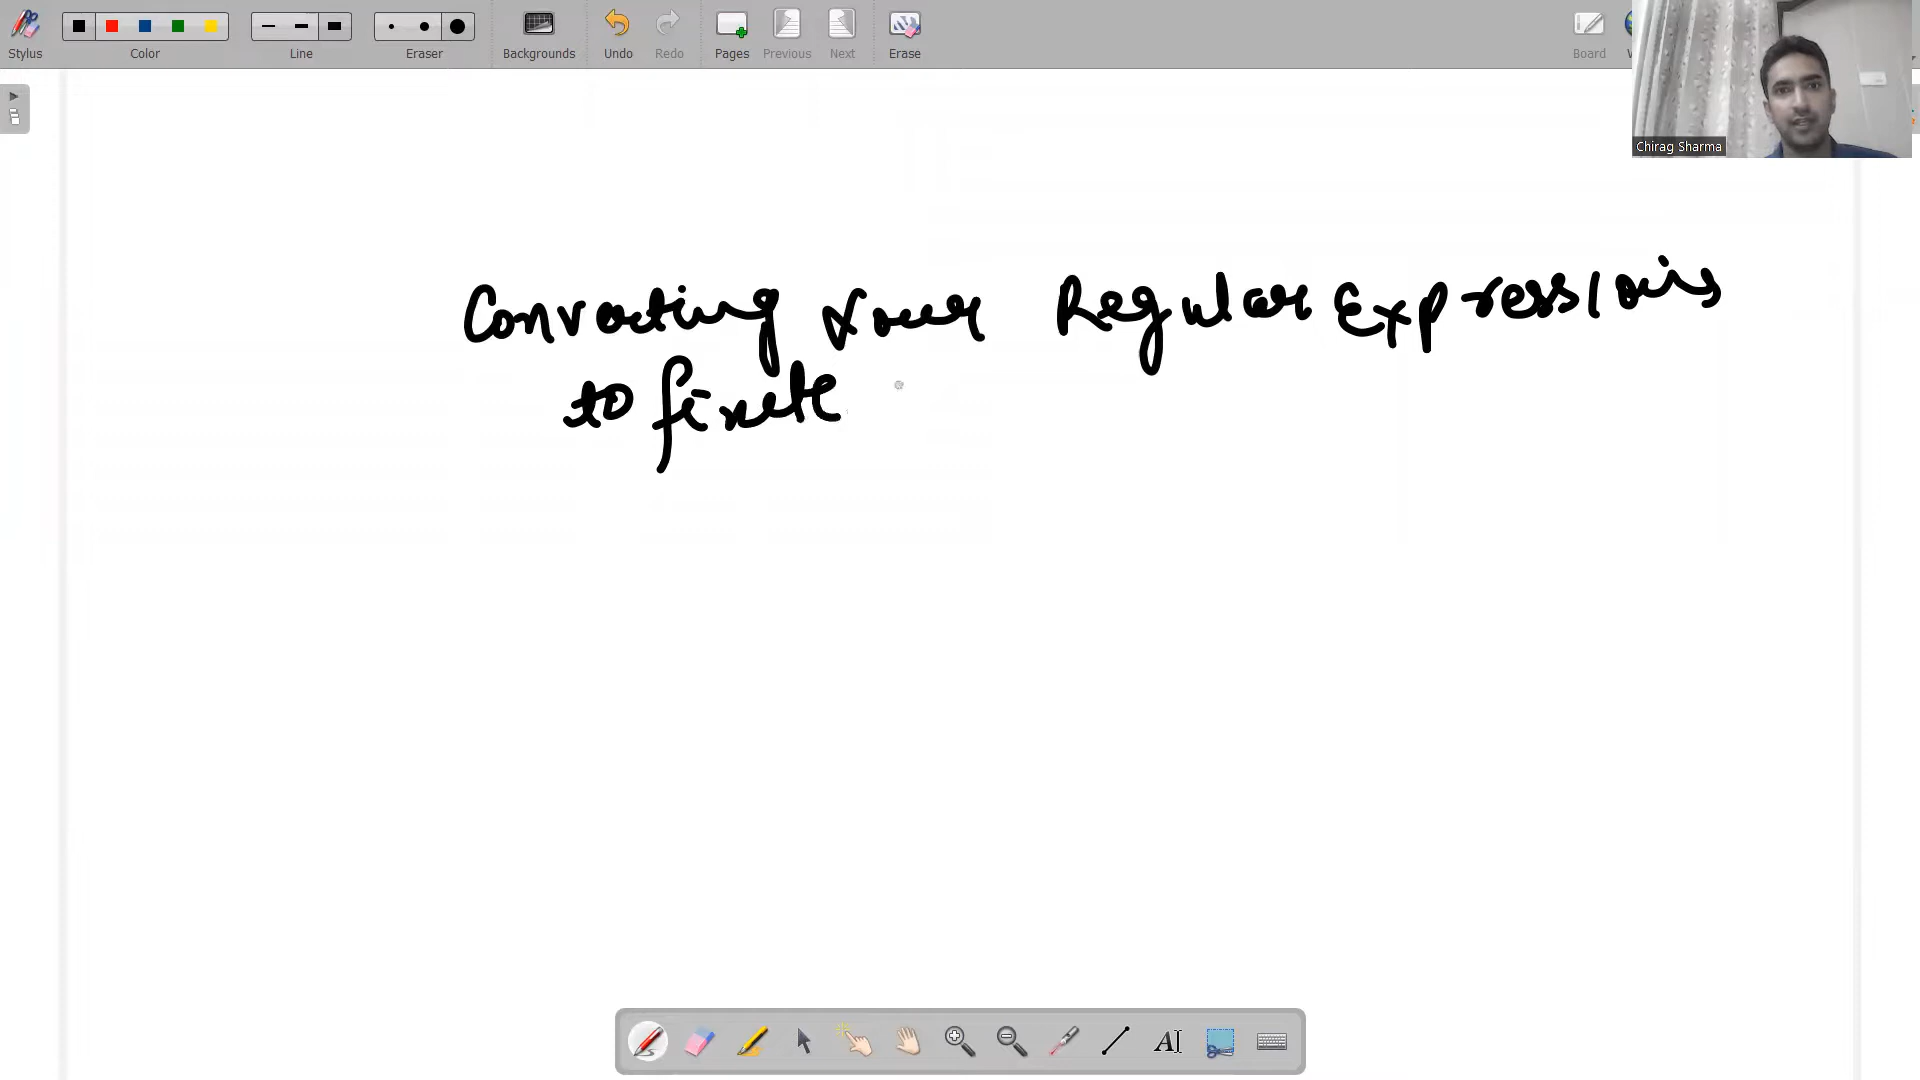 Stylus
Color
Line
Eraser
Backgrounds
Undo
Redo
Pages
Previous
Next
Erase
Board
Chirag Sharma
Converting Your Regular Expressions
to finite